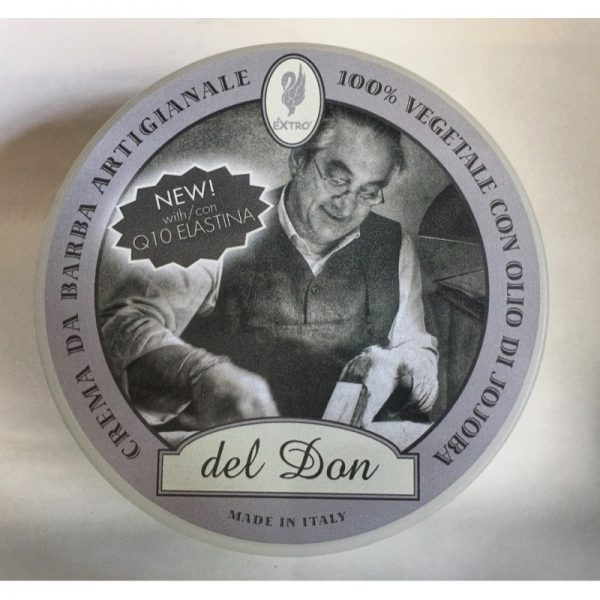 CREMA DA BARBA ARTIGIANALE
ÉXTRÒ
100% VEGETALE CON OLIO DI JOJOBA
NEW!
with/con
Q10 ELASTINA
del Don
MADE IN ITALY